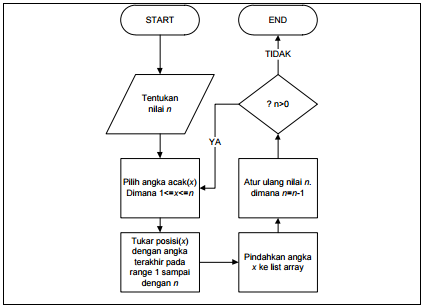 START
END
TIDAK
Tentukan
nilai n
? n>0
YA
Pilih angka acak(x)
Dimana 1<=x<=n
Atur ulang nilai n.
dimana n=n-1
Tukar posisi(x)
dengan angka
terakhir pada
range 1 sampai
dengan n
Pindahkan angka
x ke list array